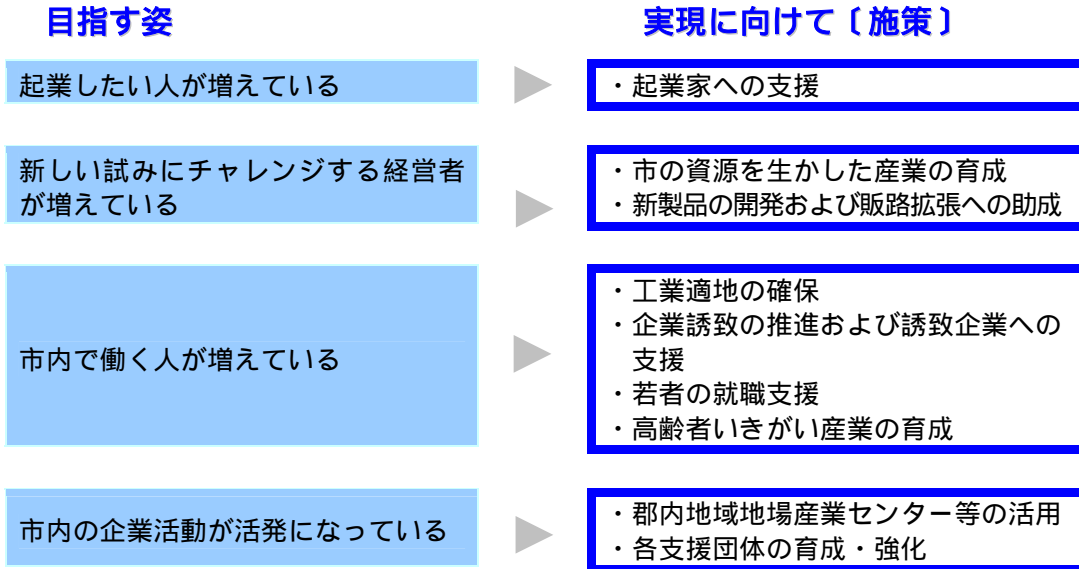 目指す姿
実現に向けて〔施策〕
起業したい人が増えている
・起業家への支援
新しい試みにチャレンジする経営者
が増えている
・市の資源を生かした産業の育成
・新製品の開発および販路拡張への助成
市内で働く人が増えている
・工業適地の確保
・企業誘致の推進および誘致企業への
支援
・若者の就職支援
・高齢者いきがい産業の育成
市内の企業活動が活発になっている
・郡内地域地場産業センター等の活用
・各支援団体の育成・強化